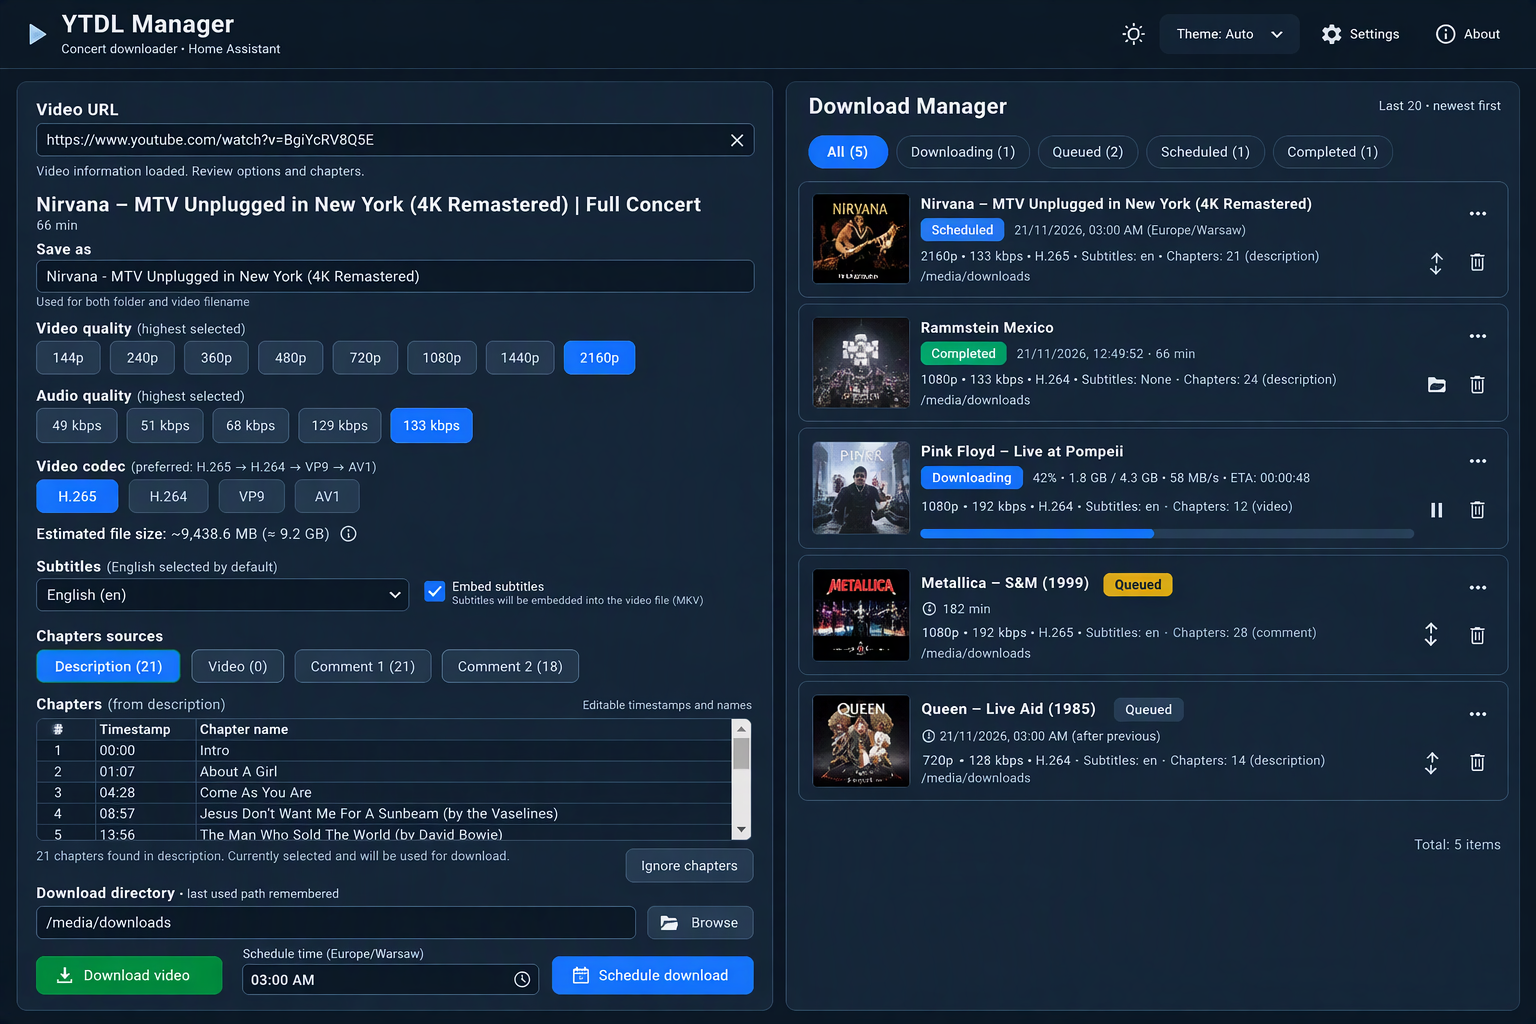 YTDL Manager
Concert downloader • Home Assistant
Theme: Auto
Settings
About
Video URL
https://www.youtube.com/watch?v=BgiYcRV8Q5E
Video information loaded. Review options and chapters.
Nirvana – MTV Unplugged in New York (4K Remastered) | Full Concert
66 min
Save as
Nirvana - MTV Unplugged in New York (4K Remastered)
Used for both folder and video filename
Video quality (highest selected)
144p 240p 360p 480p 720p 1080p 1440p 2160p
Audio quality (highest selected)
49 kbps 51 kbps 68 kbps 129 kbps 133 kbps
Video codec (preferred: H.265 → H.264 → VP9 → AV1)
H.265 H.264 VP9 AV1
Estimated file size: ~9,438.6 MB (≈ 9.2 GB)
Subtitles (English selected by default)
English (en)
Embed subtitles
Subtitles will be embedded into the video file (MKV)
Chapters sources
Description (21) Video (0) Comment 1 (21) Comment 2 (18)
Chapters (from description) Editable timestamps and names
# Timestamp Chapter name
1 00:00 Intro
2 01:07 About A Girl
3 04:28 Come As You Are
4 08:57 Jesus Don't Want Me For A Sunbeam (by the Vaselines)
5 13:56 The Man Who Sold The World (by David Bowie)
21 chapters found in description. Currently selected and will be used for download.
Ignore chapters
Download directory • last used path remembered
/media/downloads
Browse
Download video
Schedule time (Europe/Warsaw)
03:00 AM
Schedule download
Download Manager
Last 20 • newest first
All (5) Downloading (1) Queued (2) Scheduled (1) Completed (1)
NIRVANA
Nirvana – MTV Unplugged in New York (4K Remastered)
Scheduled 21/11/2026, 03:00 AM (Europe/Warsaw)
2160p • 133 kbps • H.265 • Subtitles: en • Chapters: 21 (description)
/media/downloads
Rammstein Mexico
Completed 21/11/2026, 12:49:52 • 66 min
1080p • 133 kbps • H.264 • Subtitles: None • Chapters: 24 (description)
/media/downloads
Pink Floyd – Live at Pompeii
Downloading 42% • 1.8 GB / 4.3 GB • 58 MB/s • ETA: 00:00:48
1080p • 192 kbps • H.264 • Subtitles: en • Chapters: 12 (video)
METALLICA
Metallica – S&M (1999) Queued
182 min
1080p • 192 kbps • H.265 • Subtitles: en • Chapters: 28 (comment)
/media/downloads
QUEEN
Queen – Live Aid (1985) Queued
21/11/2026, 03:00 AM (after previous)
720p • 128 kbps • H.264 • Subtitles: en • Chapters: 14 (description)
/media/downloads
Total: 5 items